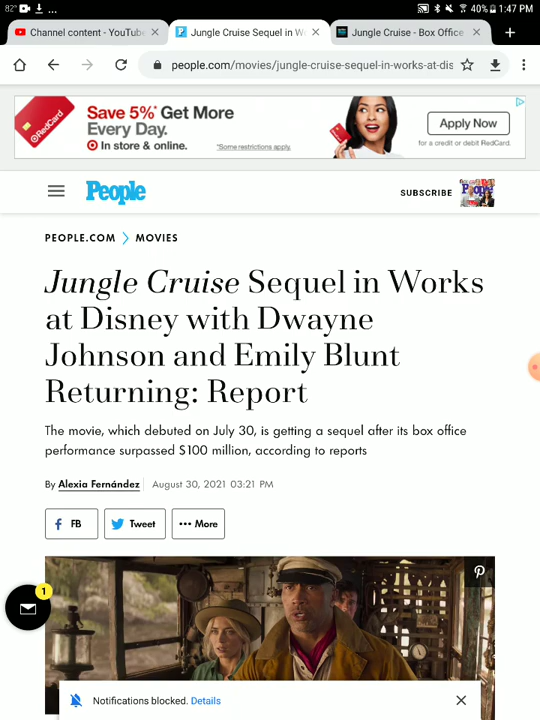 82° 40% 1:47 PM
Channel content - YouTube
Jungle Cruise Sequel in W
Jungle Cruise - Box Office
people.com/movies/jungle-cruise-sequel-in-works-at-dis
RedCard
Save 5%* Get More
Every Day.
In store & online.
*Some restrictions apply.
Apply Now
for a credit or debit RedCard.
People
SUBSCRIBE
PEOPLE.COM > MOVIES
Jungle Cruise Sequel in Works
at Disney with Dwayne
Johnson and Emily Blunt
Returning: Report
The movie, which debuted on July 30, is getting a sequel after its box office
performance surpassed $100 million, according to reports
By Alexia Fernández August 30, 2021 03:21 PM
FB
Tweet
••• More
1
Notifications blocked. Details